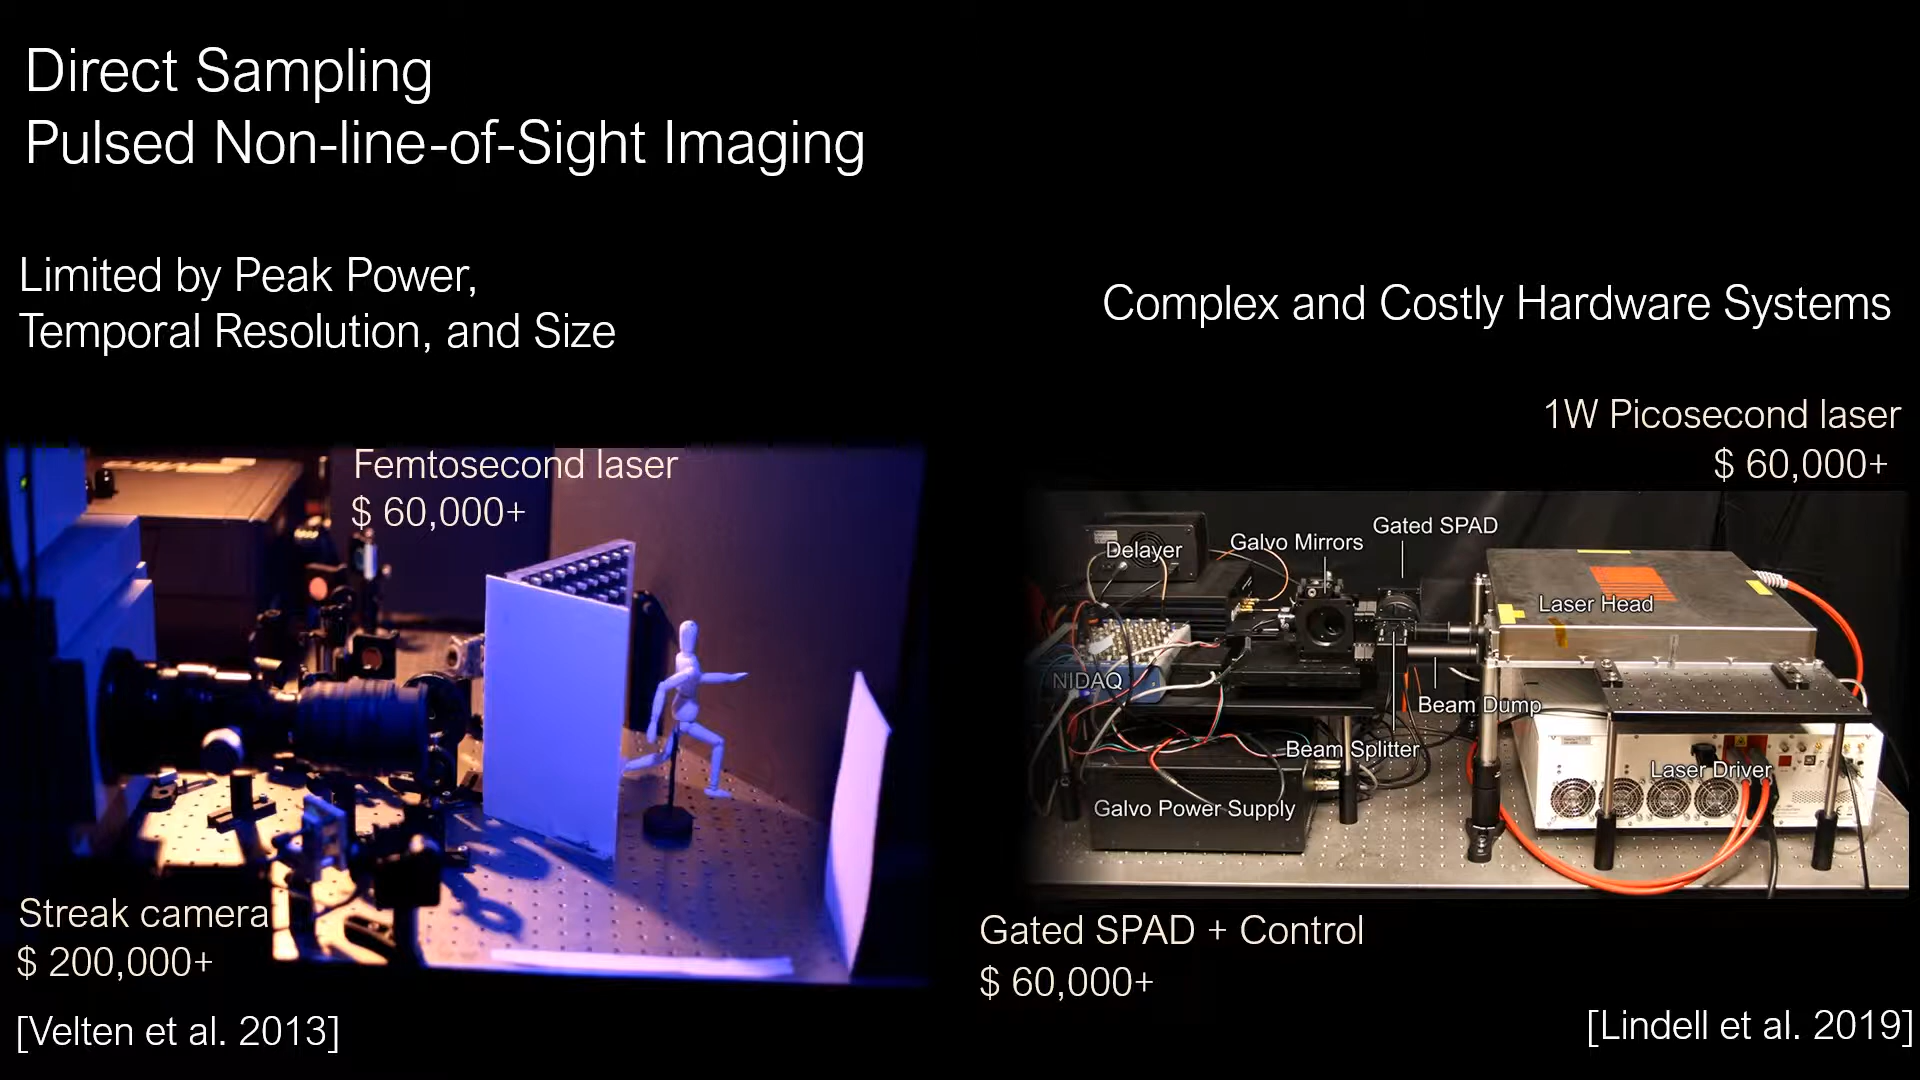 Direct Sampling
Pulsed Non-line-of-Sight Imaging
Limited by Peak Power,
Temporal Resolution, and Size
Complex and Costly Hardware Systems
Femtosecond laser
$ 60,000+
Streak camera
$ 200,000+
[Velten et al. 2013]
1W Picosecond laser
$ 60,000+
Delayer
Galvo Mirrors
Gated SPAD
Laser Head
NIDAQ
Beam Dump
Beam Splitter
Laser Driver
Galvo Power Supply
Gated SPAD + Control
$ 60,000+
[Lindell et al. 2019]